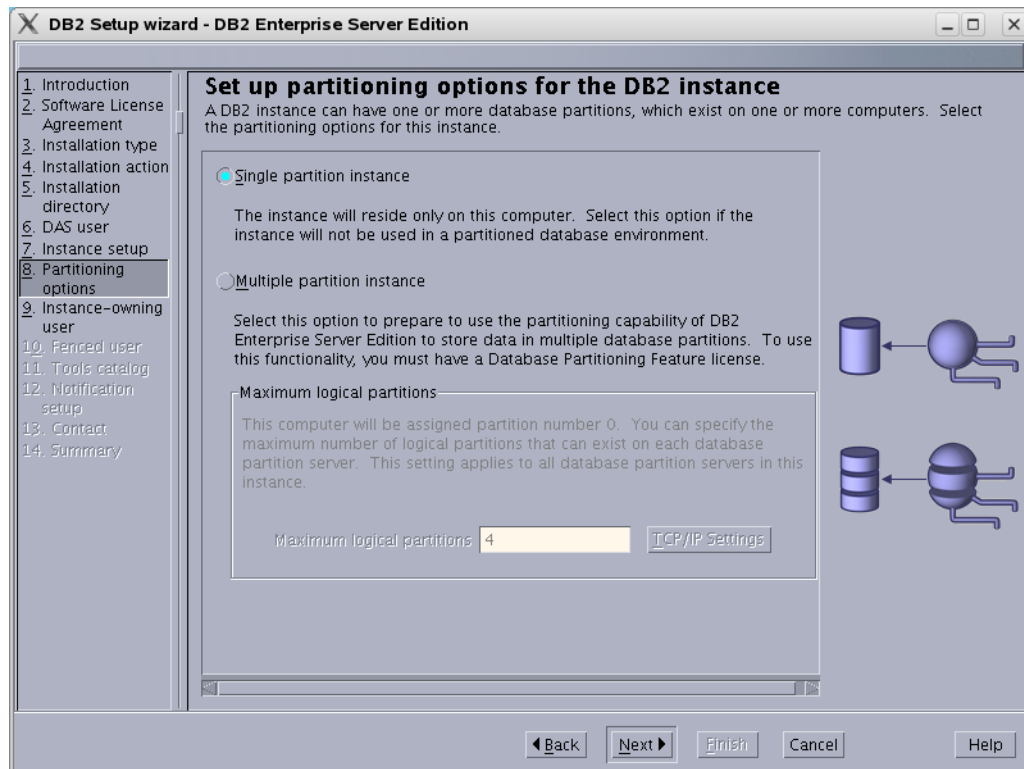 DB2 Setup wizard - DB2 Enterprise Server Edition
1. Introduction
2. Software License
Agreement
3. Installation type
4. Installation action
5. Installation
directory
6. DAS user
7. Instance setup
8. Partitioning
options
9. Instance-owning
user
10. Fenced user
11. Tools catalog
12. Notification
setup
13. Contact
14. Summary
Set up partitioning options for the DB2 instance
A DB2 instance can have one or more database partitions, which exist on one or more computers. Select
the partitioning options for this instance.
Single partition instance
The instance will reside only on this computer. Select this option if the
instance will not be used in a partitioned database environment.
Multiple partition instance
Select this option to prepare to use the partitioning capability of DB2
Enterprise Server Edition to store data in multiple database partitions. To use
this functionality, you must have a Database Partitioning Feature license.
Maximum logical partitions
This computer will be assigned partition number 0. You can specify the
maximum number of logical partitions that can exist on each database
partition server. This setting applies to all database partition servers in this
instance.
Maximum logical partitions 4 TCP/IP Settings
Back Next Finish Cancel Help